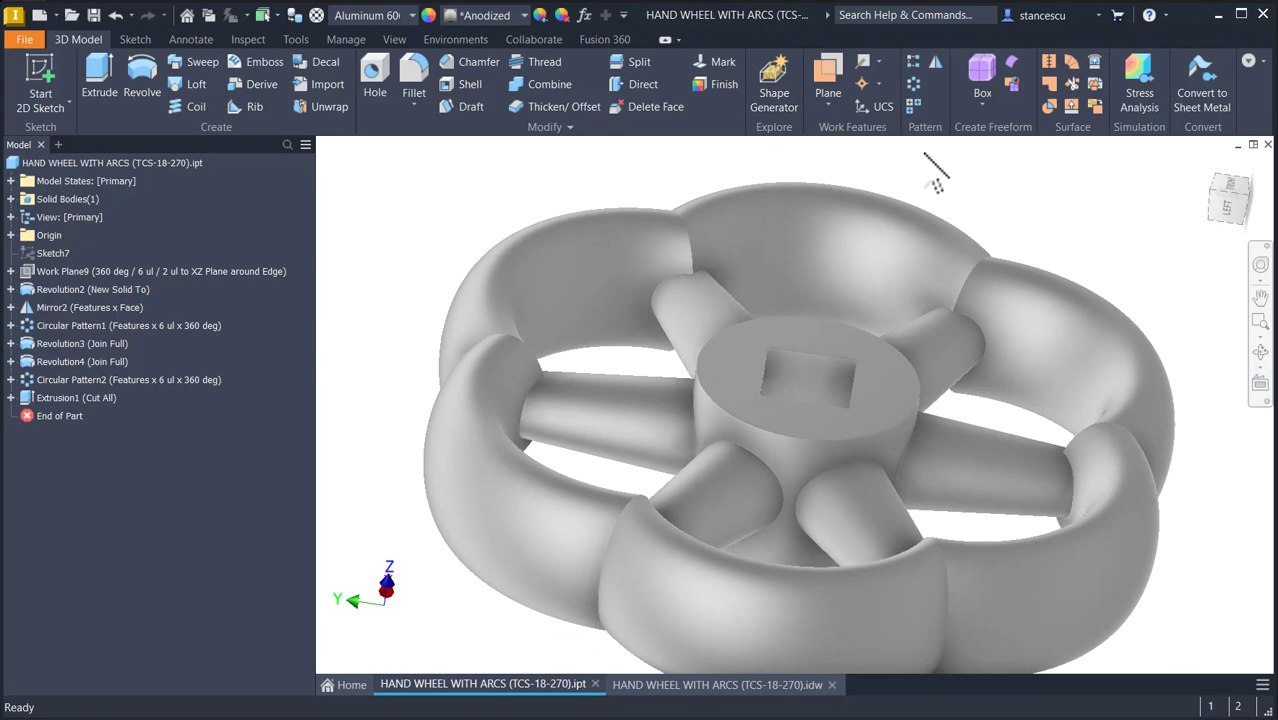 Aluminum 60 *Anodized fx HAND WHEEL WITH ARCS (TCS-... Search Help & Commands... stancescu
File 3D Model Sketch Annotate Inspect Tools Manage View Environments Collaborate Fusion 360
Start 2D Sketch
Extrude Revolve
Sweep Emboss Decal
Loft Derive Import
Coil Rib Unwrap
Hole Fillet
Chamfer Thread Split
Shell Combine Direct
Draft Thicken/ Offset Delete Face
Mark
Finish
Shape Generator
Plane
UCS
Box
Stress Analysis
Convert to Sheet Metal
Sketch Create Modify Explore Work Features Pattern Create Freeform Surface Simulation Convert
Model
HAND WHEEL WITH ARCS (TCS-18-270).ipt
Model States: [Primary]
Solid Bodies(1)
View: [Primary]
Origin
Sketch7
Work Plane9 (360 deg / 6 ul / 2 ul to XZ Plane around Edge)
Revolution2 (New Solid To)
Mirror2 (Features x Face)
Circular Pattern1 (Features x 6 ul x 360 deg)
Revolution3 (Join Full)
Revolution4 (Join Full)
Circular Pattern2 (Features x 6 ul x 360 deg)
Extrusion1 (Cut All)
End of Part
LEFT
Z
Y
Home HAND WHEEL WITH ARCS (TCS-18-270).ipt HAND WHEEL WITH ARCS (TCS-18-270).idw
Ready 1 2